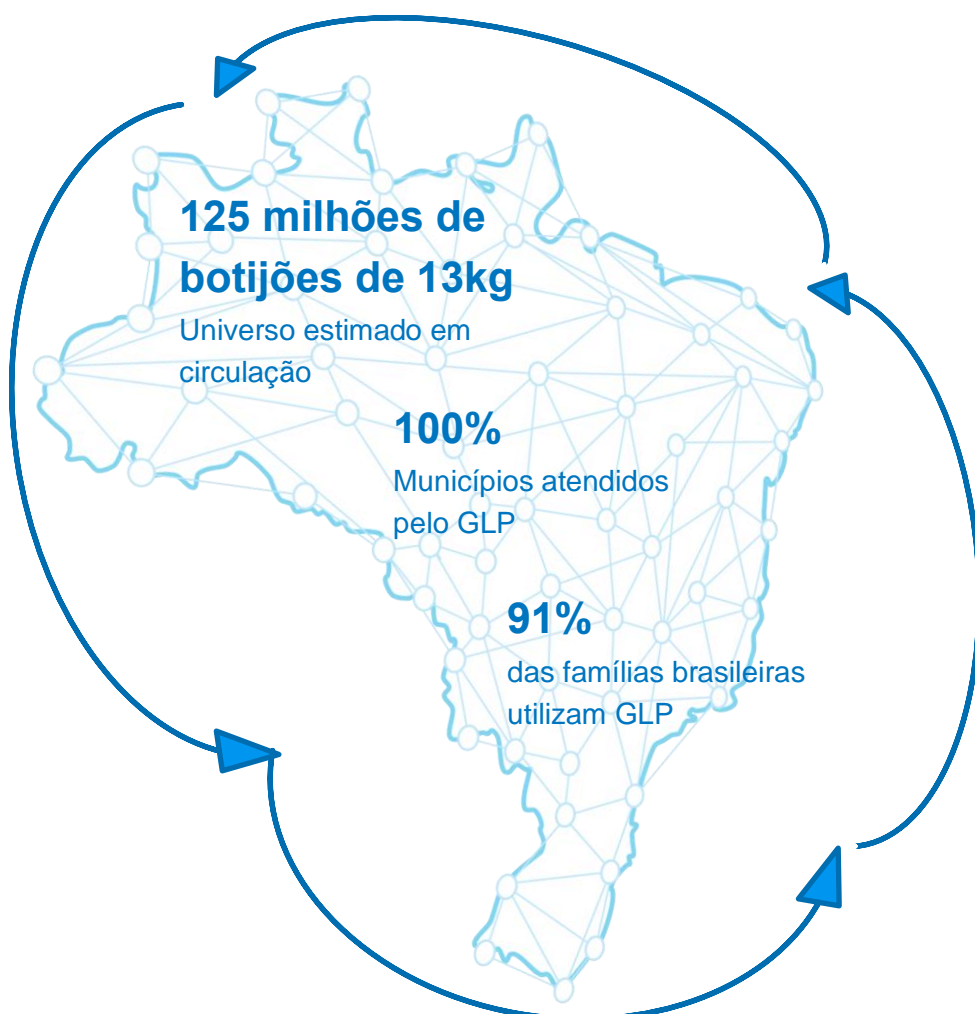 125 milhões de
botijões de 13kg
Universo estimado em
circulação
100%
Municípios atendidos
pelo GLP
91%
das famílias brasileiras
utilizam GLP